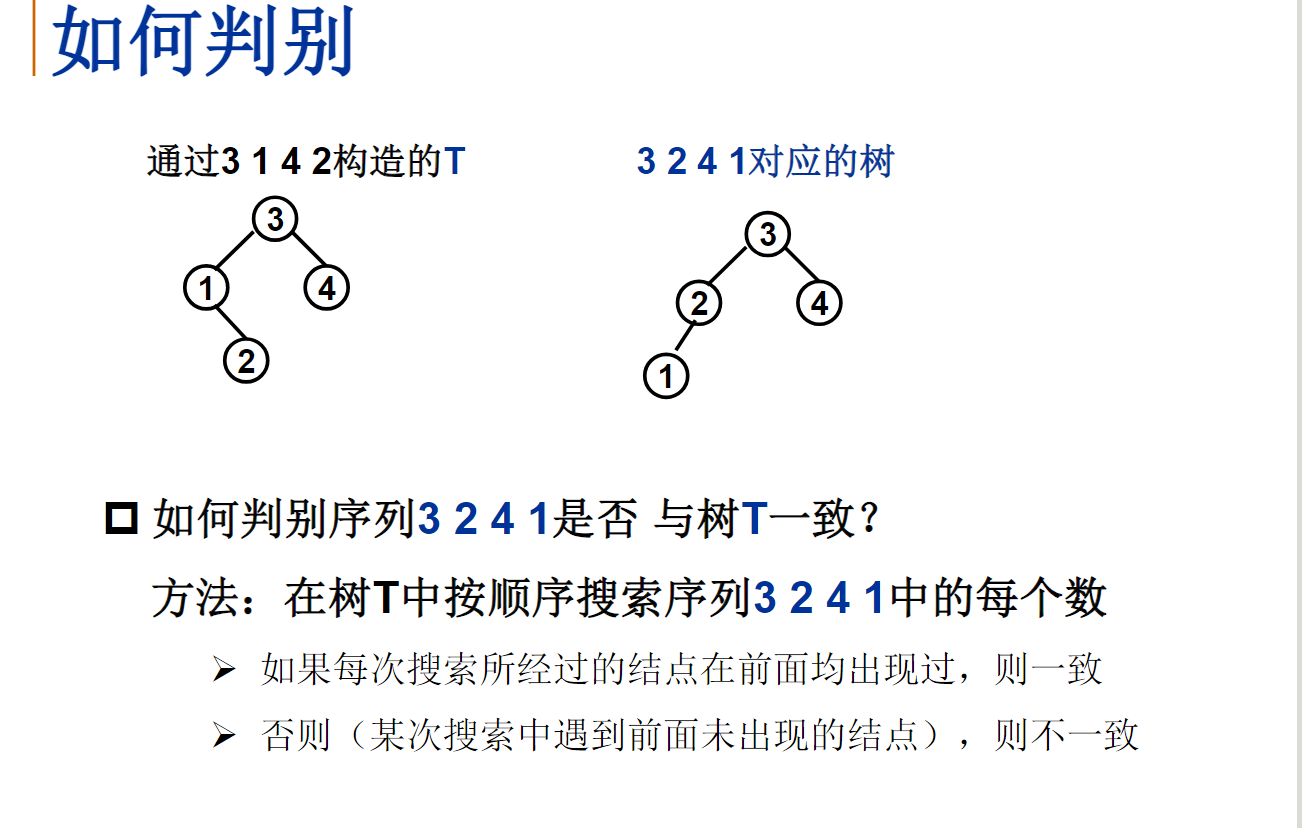 如何判别
通过3 1 4 2构造的T
3 2 4 1对应的树
3
1
4
2
3
2
4
1
如何判别序列3 2 4 1是否 与树T一致？
方法：在树T中按顺序搜索序列3 2 4 1中的每个数
➢ 如果每次搜索所经过的结点在前面均出现过，则一致
➢ 否则（某次搜索中遇到前面未出现的结点），则不一致